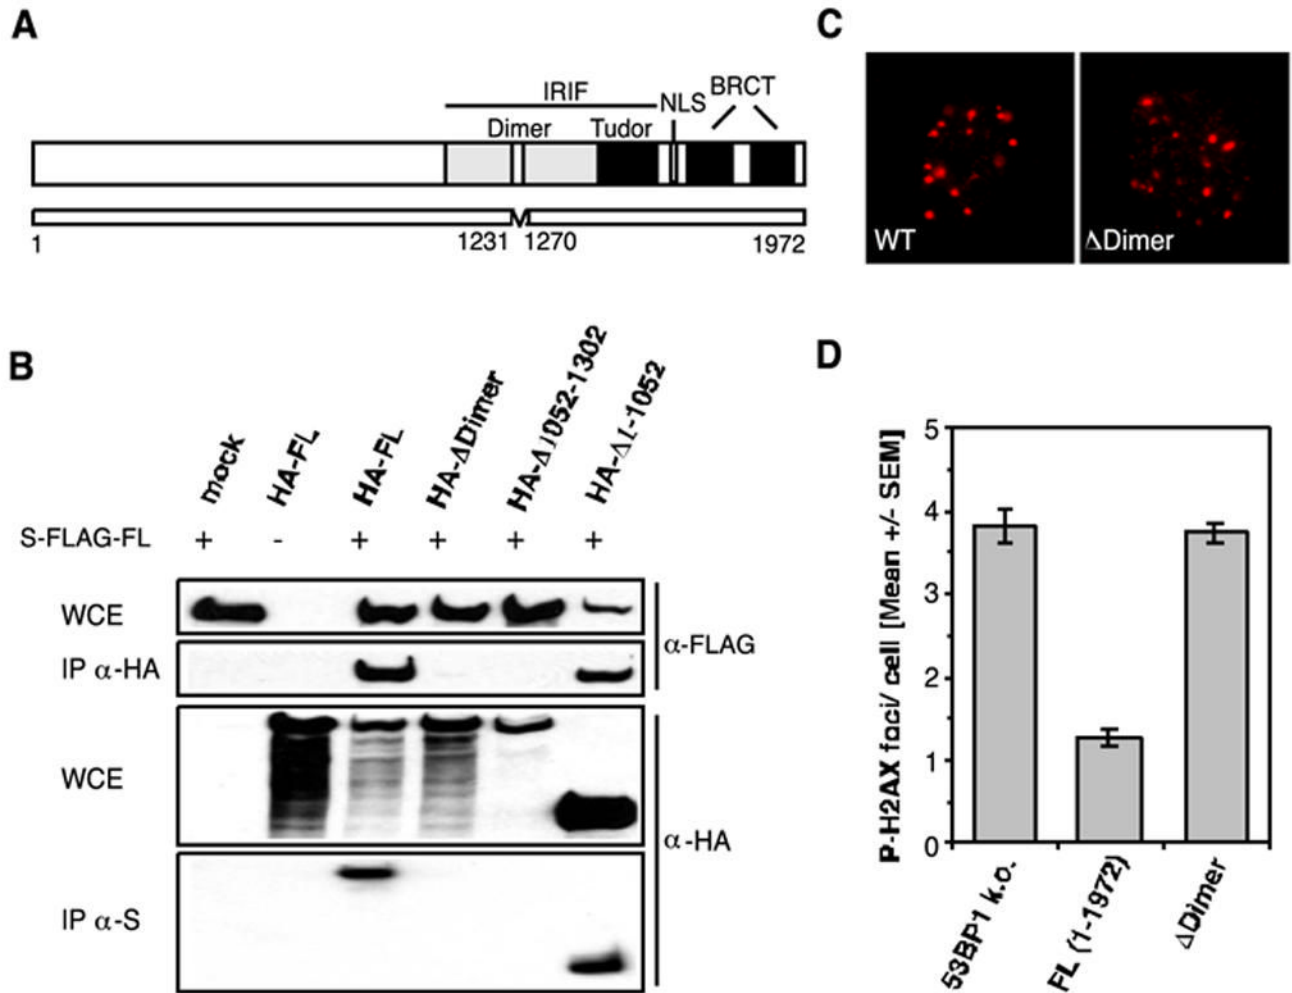 A
IRIF
NLS
BRCT
Dimer
Tudor
1
1231
1270
1972
C
WT
ΔDimer
B
mock
HA-FL
HA-FL
HA-ΔDimer
HA-Δ1052-1302
HA-Δ1-1052
S-FLAG-FL + - + + + +
WCE
IP α-HA
α-FLAG
WCE
IP α-S
α-HA
D
P-H2AX foci/ cell [Mean +/- SEM]
5
4
3
2
1
0
53BP1 k.o.
FL (1-1972)
ΔDimer